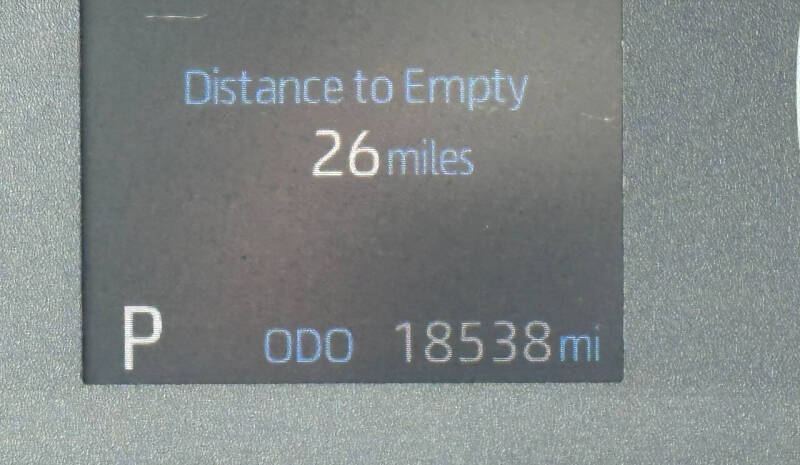 Distance to Empty
26 miles
P ODO 18538 mi